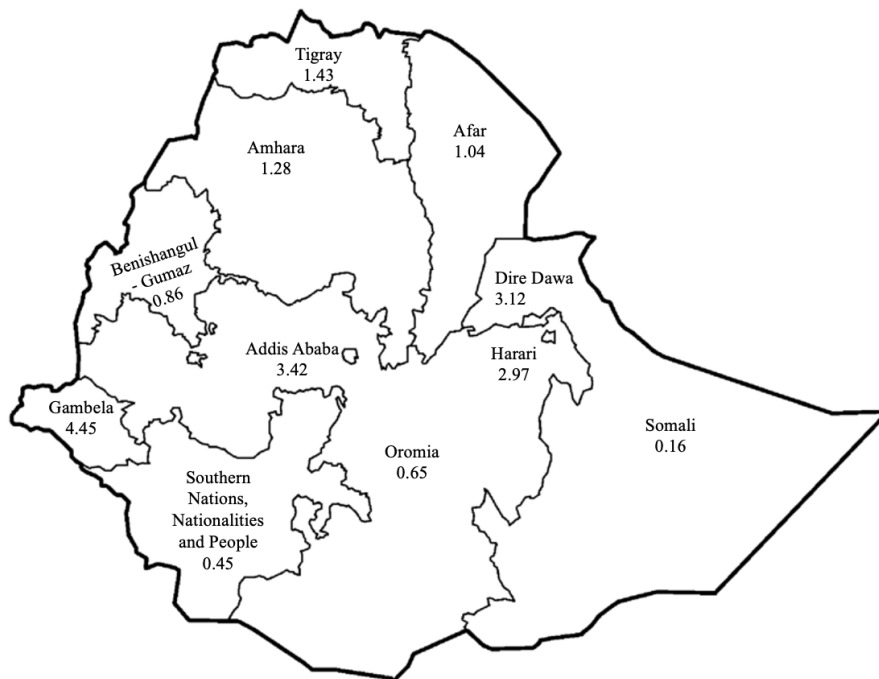 Tigray
1.43
Afar
1.04
Amhara
1.28
Benishangul
- Gumaz
0.86
Dire Dawa
3.12
Addis Ababa
3.42
Harari
2.97
Gambela
4.45
Somali
0.16
Oromia
0.65
Southern
Nations,
Nationalities
and People
0.45